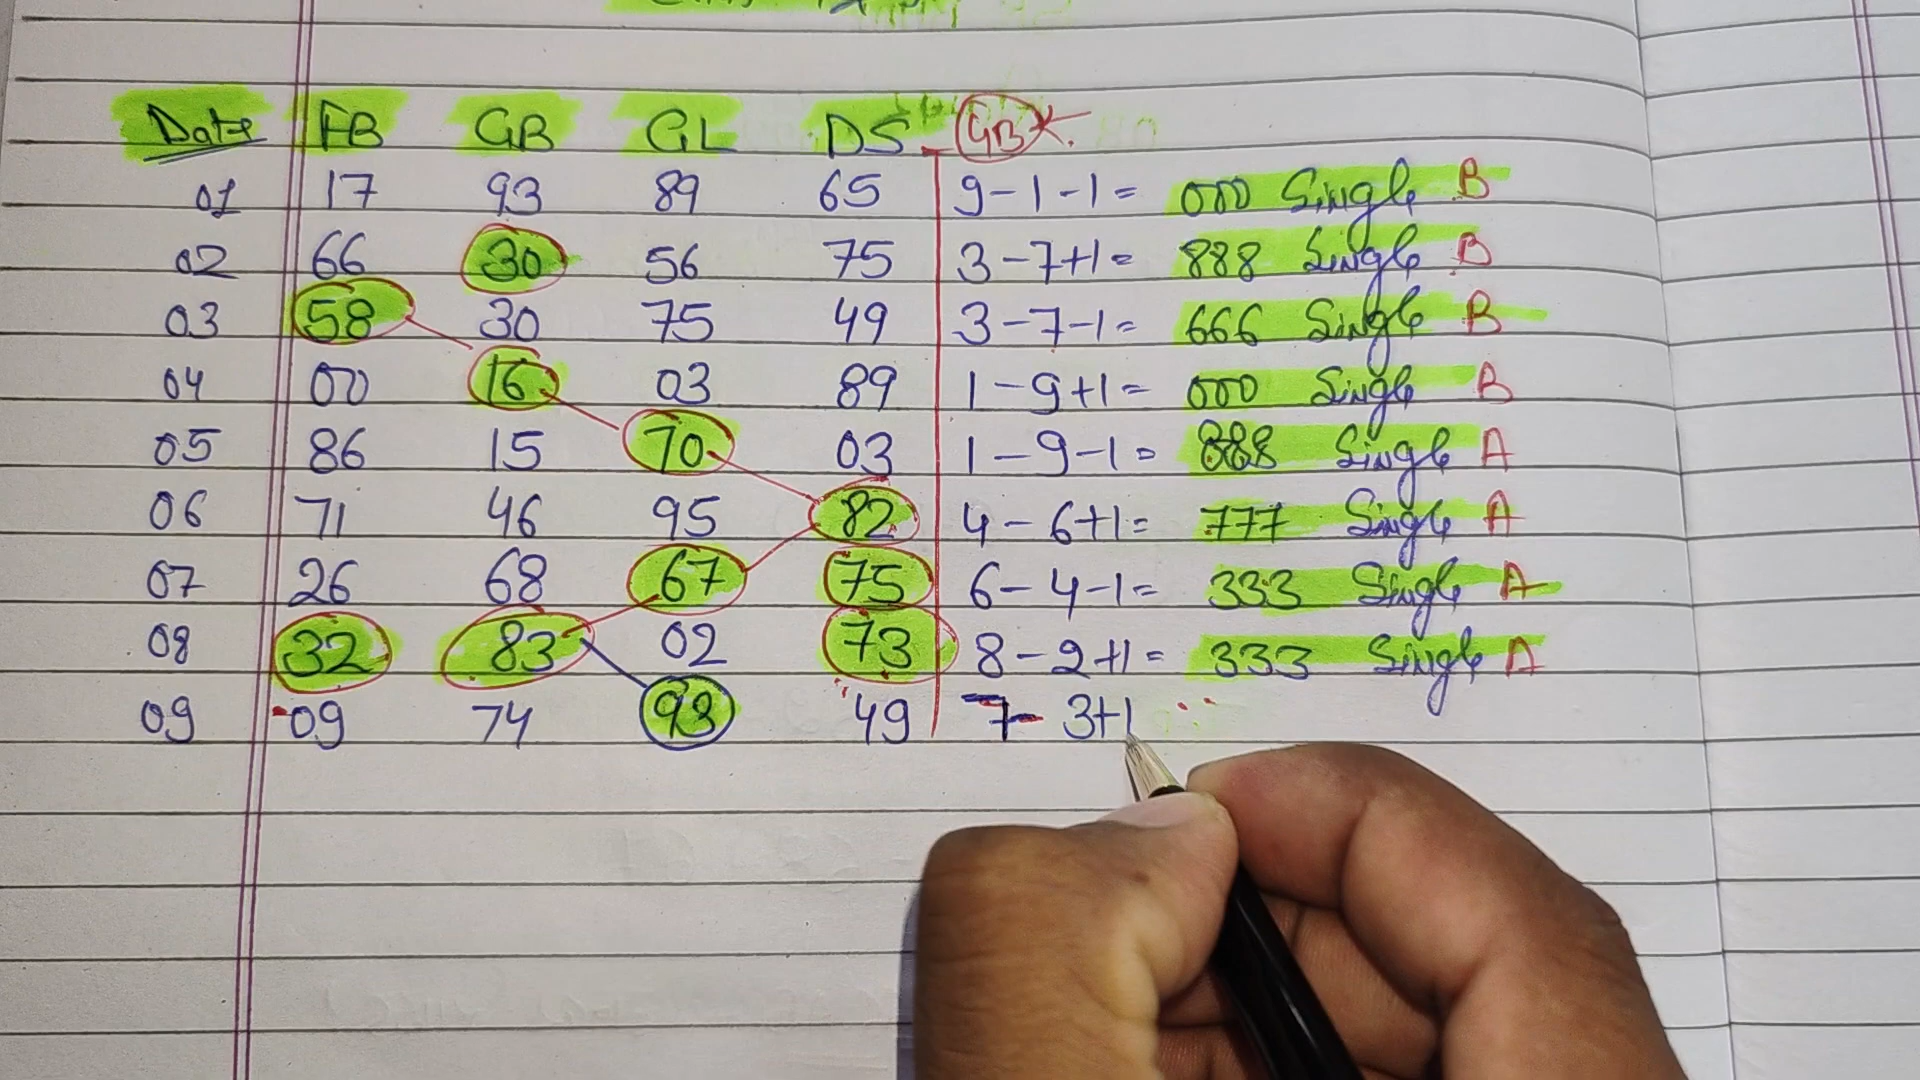 Date FB GB GL DS GB
01 17 93 89 65 9-1-1= 000 Single B
02 66 30 56 75 3-7+1= 888 Single B
03 58 30 75 49 3-7-1= 666 Single B
04 00 16 03 89 1-9+1= 000 Single B
05 86 15 70 03 1-9-1= 888 Single A
06 71 46 95 82 4-6+1= 777 Single A
07 26 68 67 75 6-4-1= 333 Single A
08 32 83 02 73 8-2+1= 333 Single A
09 09 74 93 49 7-3+1